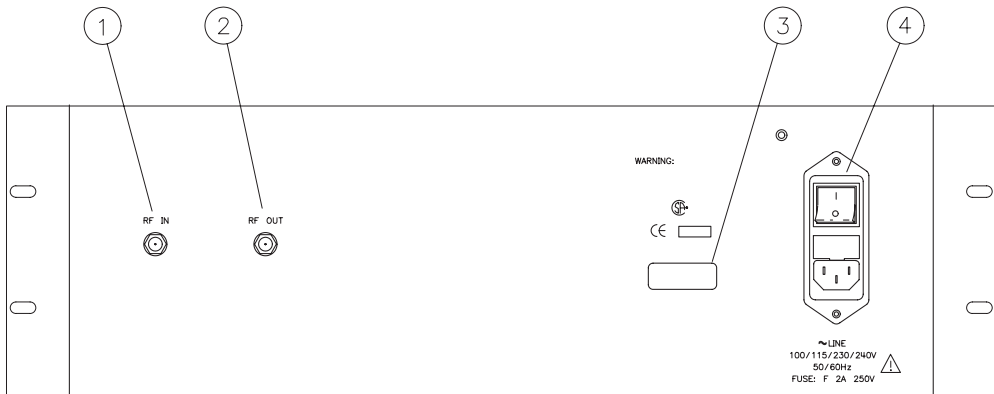 1 2 3 4
WARNING:
RF IN RF OUT
CE
~LINE
100/115/230/240V
50/60Hz
FUSE: F 2A 250V